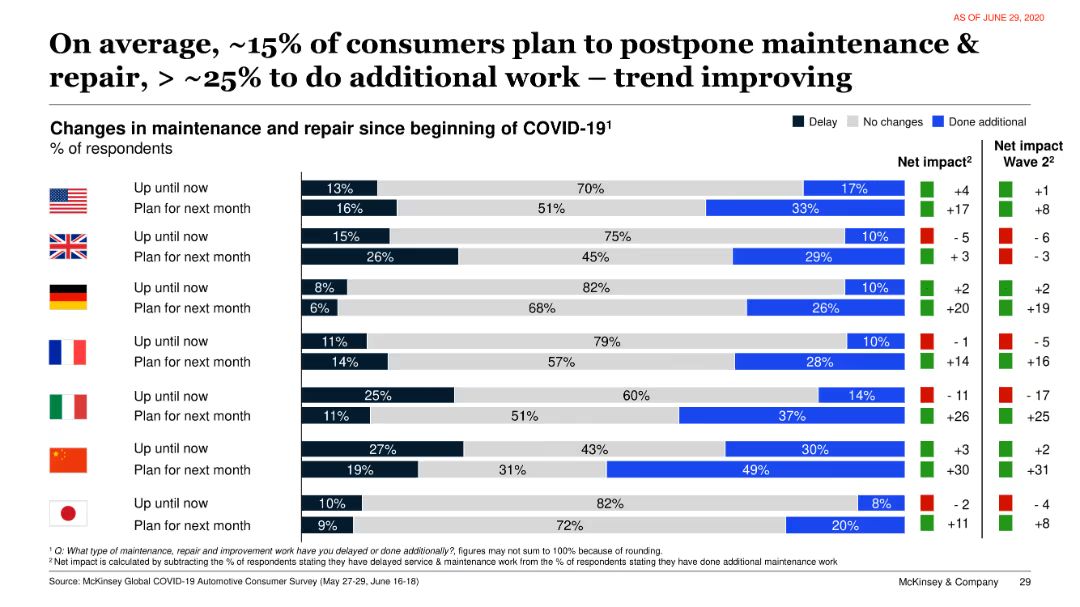 AS OF JUNE 29, 2020
On average, ~15% of consumers plan to postpone maintenance &
repair, > ~25% to do additional work – trend improving
Changes in maintenance and repair since beginning of COVID-19¹
% of respondents
Delay No changes Done additional
Net impact²
Net impact
Wave 2²
Up until now 13% 70% 17% +4 +1
Plan for next month 16% 51% 33% +17 +8
Up until now 15% 75% 10% - 5 - 6
Plan for next month 26% 45% 29% + 3 - 3
Up until now 8% 82% 10% +2 +2
Plan for next month 6% 68% 26% +20 +19
Up until now 11% 79% 10% - 1 - 5
Plan for next month 14% 57% 28% +14 +16
Up until now 25% 60% 14% - 11 - 17
Plan for next month 11% 51% 37% +26 +25
Up until now 27% 43% 30% +3 +2
Plan for next month 19% 31% 49% +30 +31
Up until now 10% 82% 8% - 2 - 4
Plan for next month 9% 72% 20% +11 +8
¹ Q: What type of maintenance, repair and improvement work have you delayed or done additionally?, figures may not sum to 100% because of rounding.
² Net impact is calculated by subtracting the % of respondents stating they have delayed service & maintenance work from the % of respondents stating they have done additional maintenance work
Source: McKinsey Global COVID-19 Automotive Consumer Survey (May 27-29, June 16-18)
McKinsey & Company 29